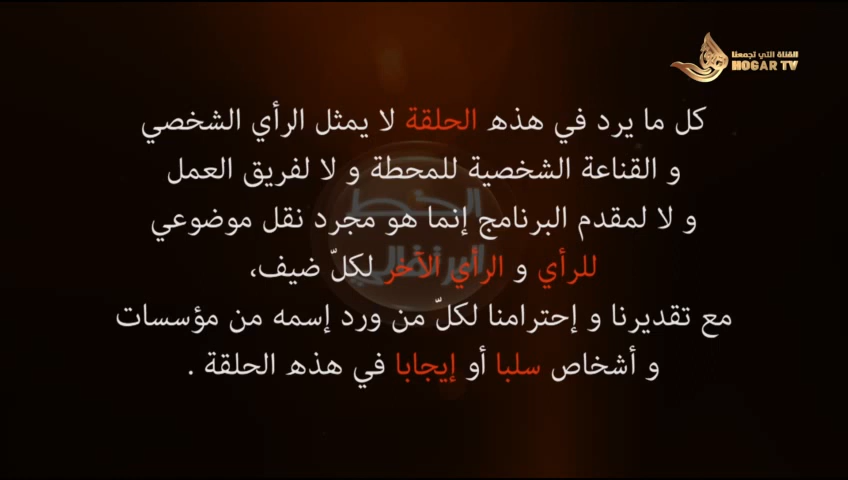 القناة التي تجمعنا
HOGAR TV
كل ما يرد في هذه الحلقة لا يمثل الرأي الشخصي
و القناعة الشخصية للمحطة و لا لفريق العمل
و لا لمقدم البرنامج إنما هو مجرد نقل موضوعي
للرأي و الرأي الآخر لكلّ ضيف،
مع تقديرنا و إحترامنا لكلّ من ورد إسمه من مؤسسات
و أشخاص سلبا أو إيجابا في هذه الحلقة .
الخط
البرتقالي